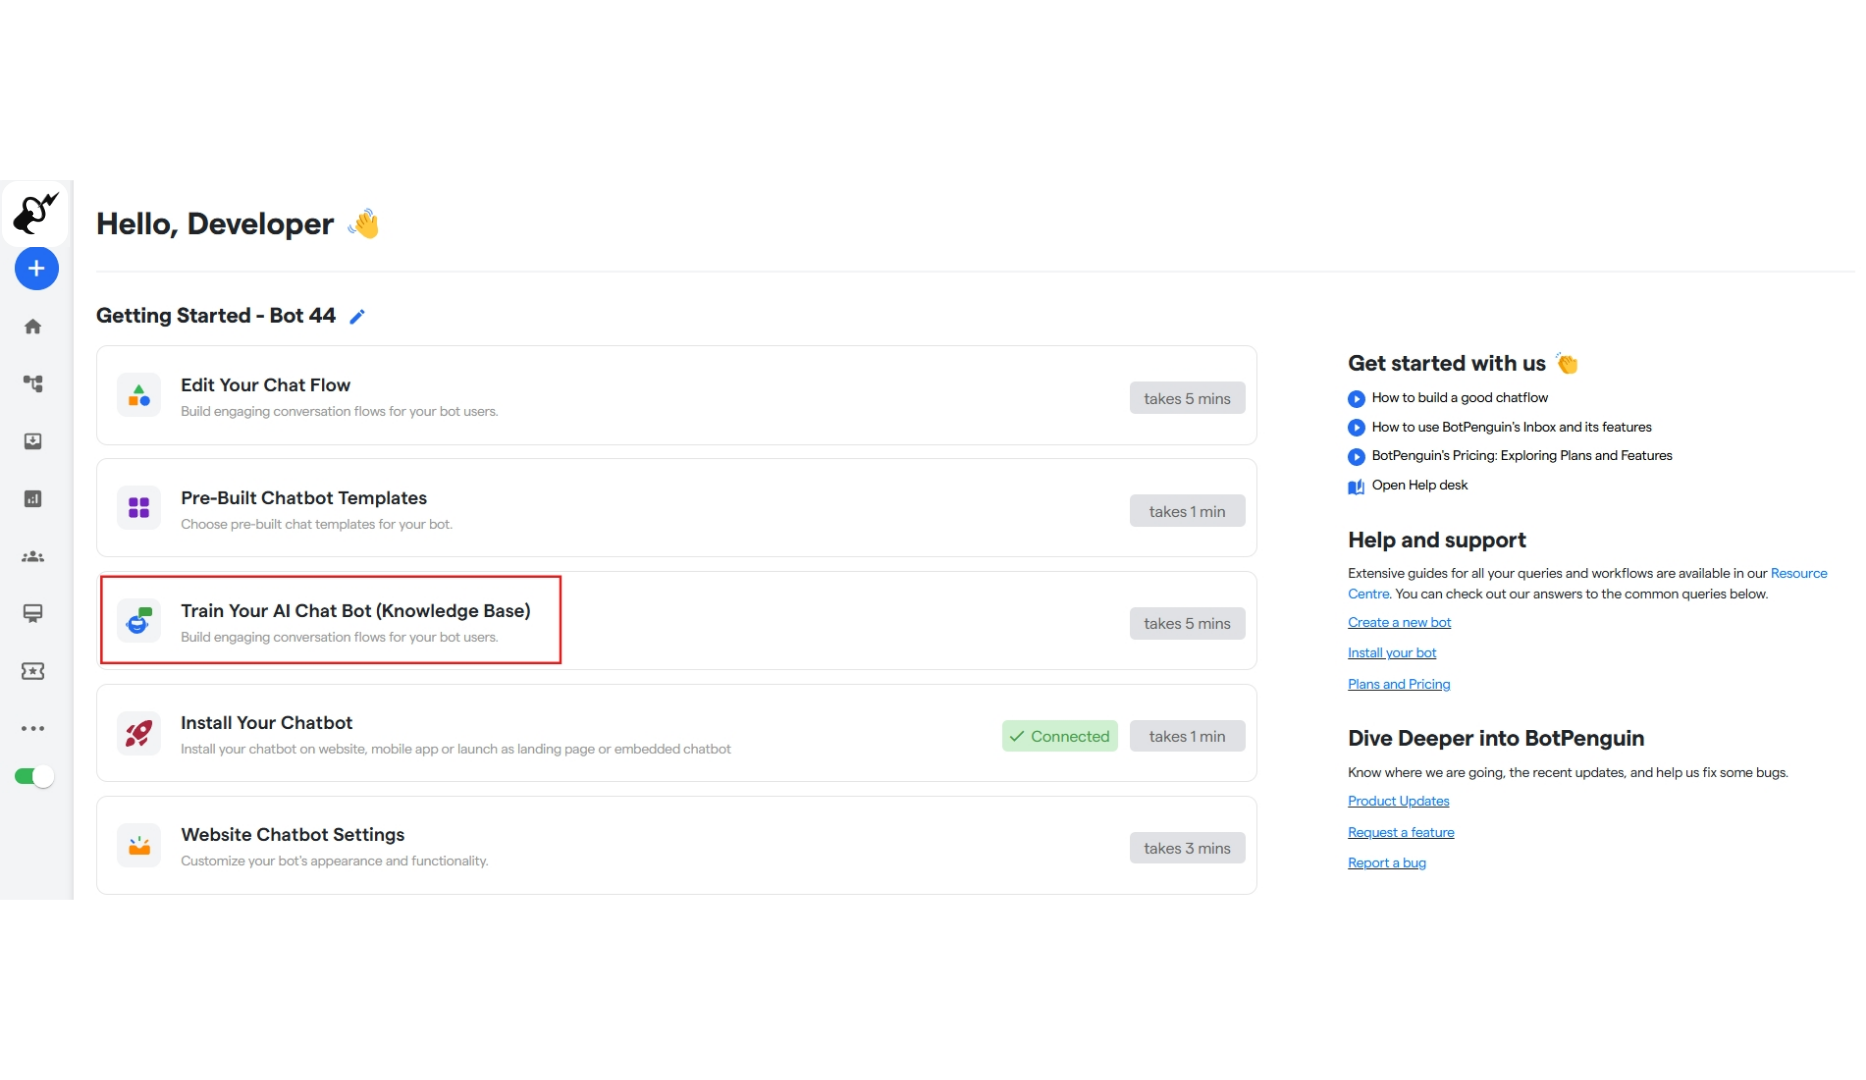 Hello, Developer
Getting Started - Bot 44
Edit Your Chat Flow
Build engaging conversation flows for your bot users.
takes 5 mins
Pre-Built Chatbot Templates
Choose pre-built chat templates for your bot.
takes 1 min
Train Your AI Chat Bot (Knowledge Base)
Build engaging conversation flows for your bot users.
takes 5 mins
Install Your Chatbot
Install your chatbot on website, mobile app or launch as landing page or embedded chatbot
Connected
takes 1 min
Website Chatbot Settings
Customize your bot's appearance and functionality.
takes 3 mins
Get started with us
How to build a good chatflow
How to use BotPenguin's Inbox and its features
BotPenguin's Pricing: Exploring Plans and Features
Open Help desk
Help and support
Extensive guides for all your queries and workflows are available in our Resource
Centre. You can check out our answers to the common queries below.
Create a new bot
Install your bot
Plans and Pricing
Dive Deeper into BotPenguin
Know where we are going, the recent updates, and help us fix some bugs.
Product Updates
Request a feature
Report a bug